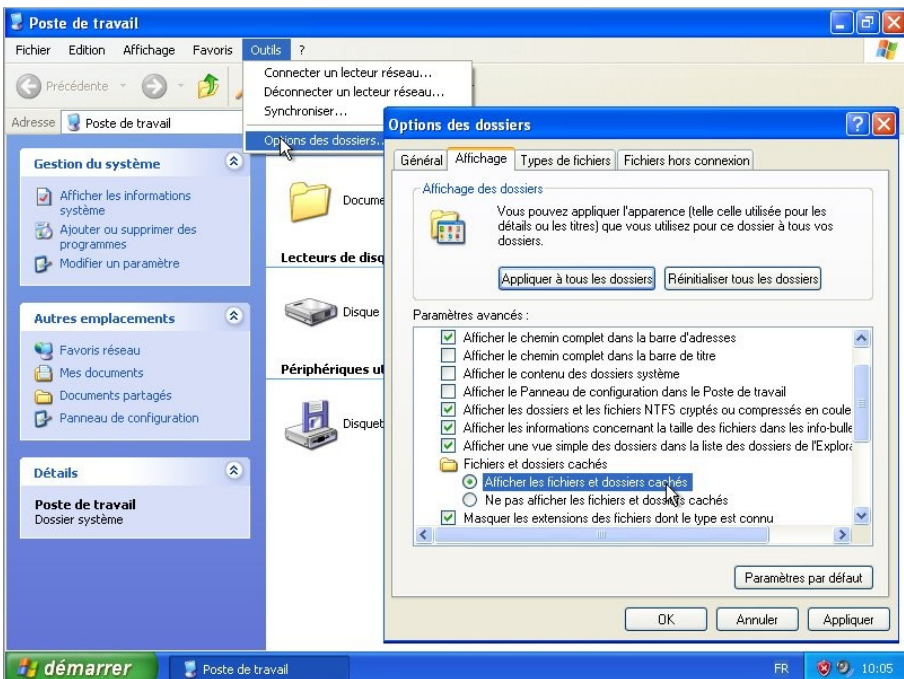 Poste de travail
Fichier Edition Affichage Favoris Outils ?
Précédente
Adresse Poste de travail
Connecter un lecteur réseau...
Déconnecter un lecteur réseau...
Synchroniser...
Options des dossiers...
Gestion du système
Afficher les informations
système
Ajouter ou supprimer des
programmes
Modifier un paramètre
Autres emplacements
Favoris réseau
Mes documents
Documents partagés
Panneau de configuration
Détails
Poste de travail
Dossier système
Docume
Lecteurs de disq
Disque
Périphériques ut
Disquet
Options des dossiers
Général Affichage Types de fichiers Fichiers hors connexion
Affichage des dossiers
Vous pouvez appliquer l'apparence (telle celle utilisée pour les
détails ou les titres) que vous utilisez pour ce dossier à tous vos
dossiers.
Appliquer à tous les dossiers Réinitialiser tous les dossiers
Paramètres avancés :
Afficher le chemin complet dans la barre d'adresses
Afficher le chemin complet dans la barre de titre
Afficher le contenu des dossiers système
Afficher le Panneau de configuration dans le Poste de travail
Afficher les dossiers et les fichiers NTFS cryptés ou compressés en coule
Afficher les informations concernant la taille des fichiers dans les info-bulle
Afficher une vue simple des dossiers dans la liste des dossiers de l'Explora
Fichiers et dossiers cachés
Afficher les fichiers et dossiers cachés
Ne pas afficher les fichiers et dossiers cachés
Masquer les extensions des fichiers dont le type est connu
Paramètres par défaut
OK Annuler Appliquer
démarrer Poste de travail FR 10:05